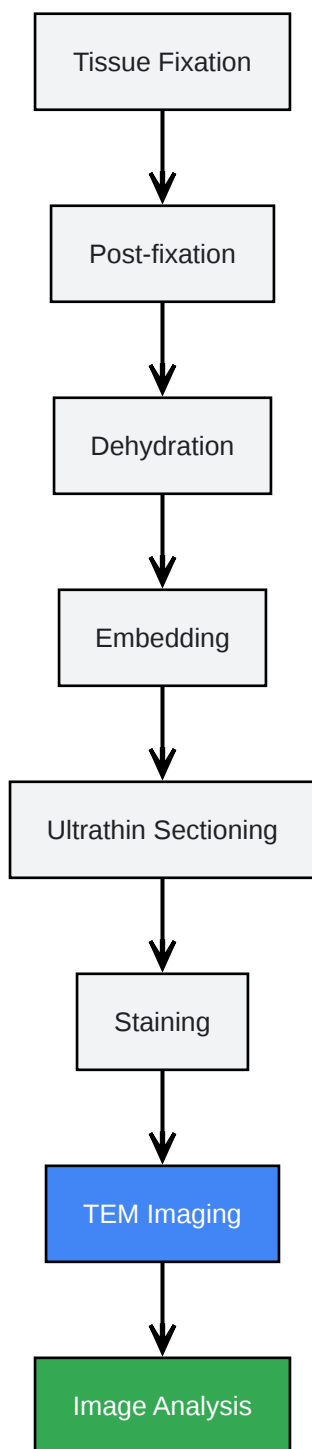 Tissue Fixation
Post-fixation
Dehydration
Embedding
Ultrathin Sectioning
Staining
TEM Imaging
Image Analysis